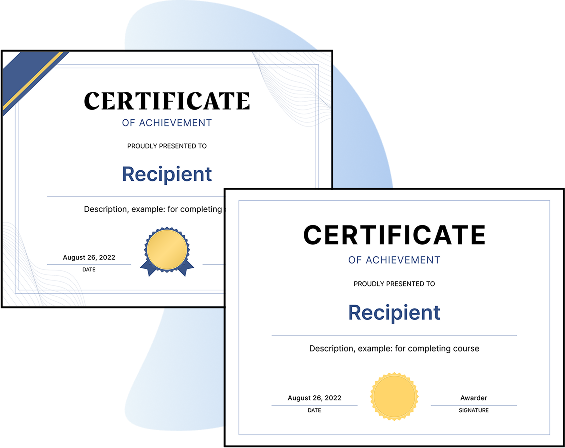 CERTIFICATE
OF ACHIEVEMENT
PROUDLY PRESENTED TO
Recipient
Description, example: for completing
August 26, 2022
DATE
CERTIFICATE
OF ACHIEVEMENT
PROUDLY PRESENTED TO
Recipient
Description, example: for completing course
August 26, 2022
Awarder
DATE
SIGNATURE